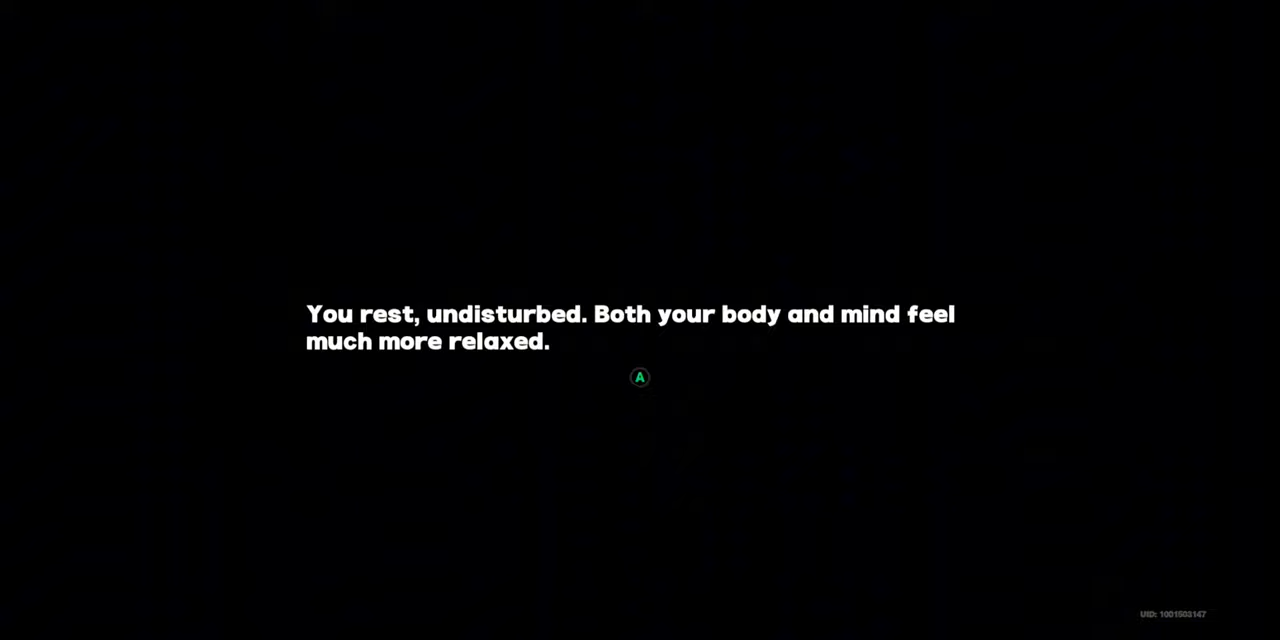 You rest, undisturbed. Both your body and mind feel
much more relaxed.
A
UID: 1001503147